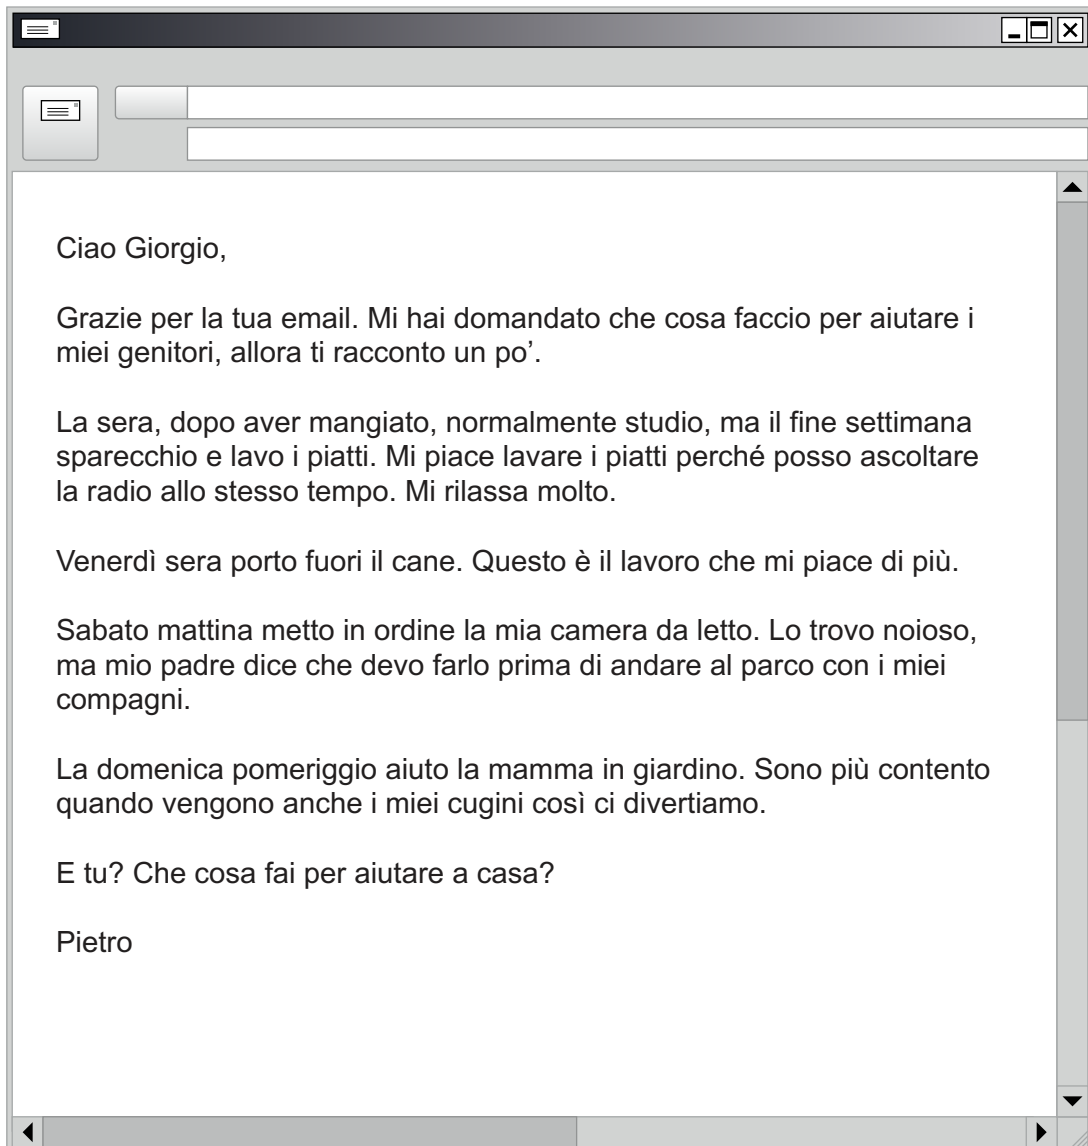 Ciao Giorgio,
Grazie per la tua email. Mi hai domandato che cosa faccio per aiutare i
miei genitori, allora ti racconto un po’.
La sera, dopo aver mangiato, normalmente studio, ma il fine settimana
sparecchio e lavo i piatti. Mi piace lavare i piatti perché posso ascoltare
la radio allo stesso tempo. Mi rilassa molto.
Venerdì sera porto fuori il cane. Questo è il lavoro che mi piace di più.
Sabato mattina metto in ordine la mia camera da letto. Lo trovo noioso,
ma mio padre dice che devo farlo prima di andare al parco con i miei
compagni.
La domenica pomeriggio aiuto la mamma in giardino. Sono più contento
quando vengono anche i miei cugini così ci divertiamo.
E tu? Che cosa fai per aiutare a casa?
Pietro